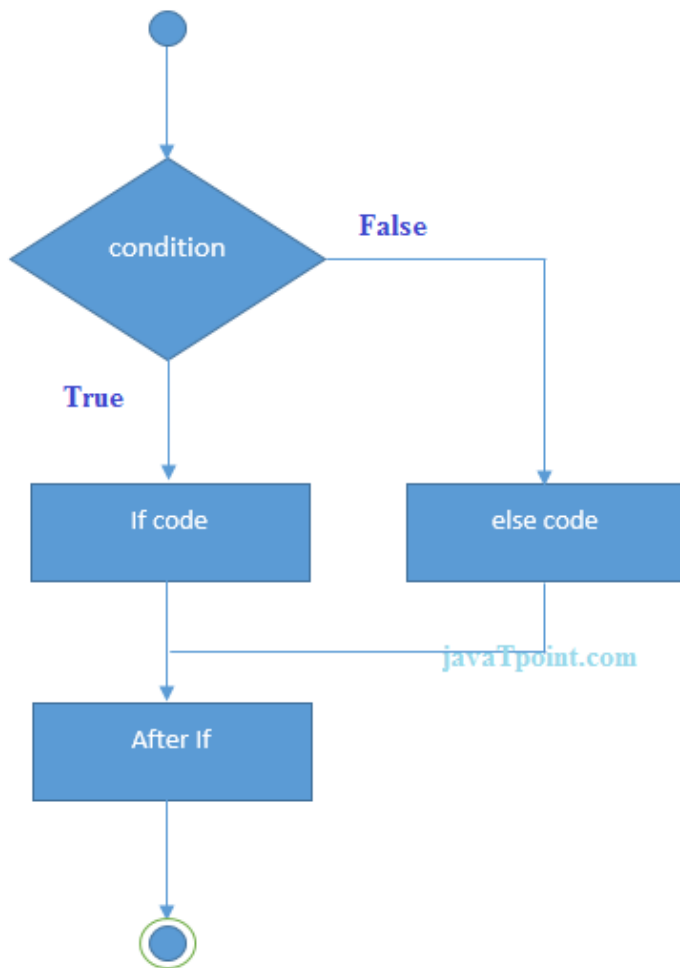 condition
False
True
If code
else code
javaTpoint.com
After If